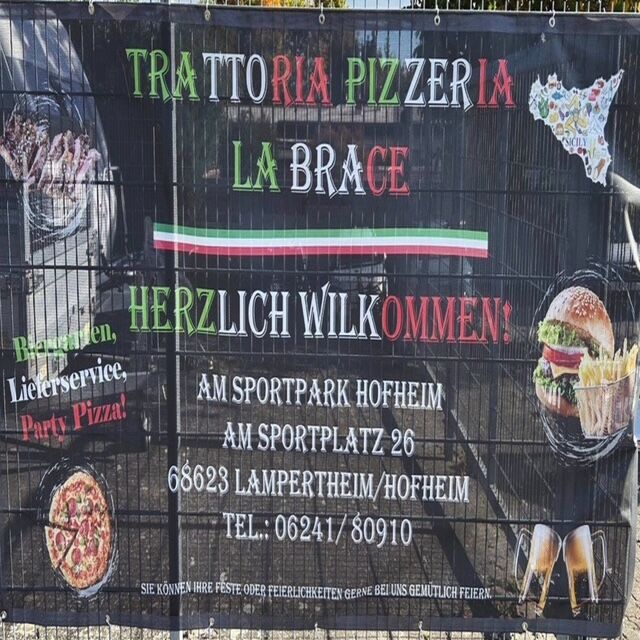 TRATTORIA PIZZERIA
SICILY
LA BRACE
HERZLICH WILKOMMEN!
Biergarten,
Lieferservice,
Party Pizza!
AM SPORTPARK HOFHEIM
AM SPORTPLATZ 26
68623 LAMPERTHEIM/HOFHEIM
TEL.: 06241/80910
SIE KÖNNEN IHRE FESTE ODER FEIERLICHKEITEN GERNE BEI UNS GEMÜTLICH FEIERN.